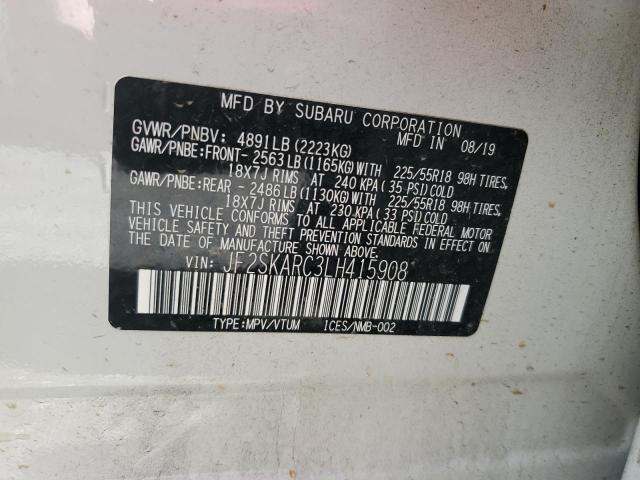 MFD BY SUBARU CORPORATION
GVWR/PNBV: 4891LB(2223KG) MFD IN 08/19
GAWR/PNBE:FRONT- 2563LB(1165KG)WITH 225/55R18 98H TIRES,
18X7J RIMS AT 240 KPA(35 PSI)COLD
GAWR/PNBE:REAR - 2486LB(1130KG)WITH 225/55R18 98H TIRES,
18X7J RIMS AT 230 KPA(33 PSI)COLD
THIS VEHICLE CONFORMS TO ALL APPLICABLE FEDERAL MOTOR
VEHICLE SAFETY AND THEFT PREVENTION STANDARDS IN EFFECT ON
THE DATE OF MANUFACTURE SHOWN ABOVE.
VIN: JF2SKARC3LH415908
TYPE:MPV/VTUM ICES/NMB-002